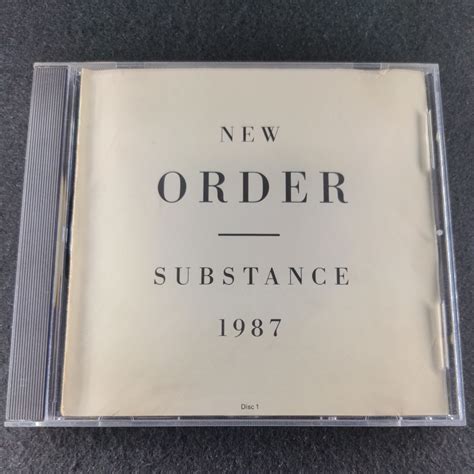 NEW
ORDER
SUBSTANCE
1987
Disc 1